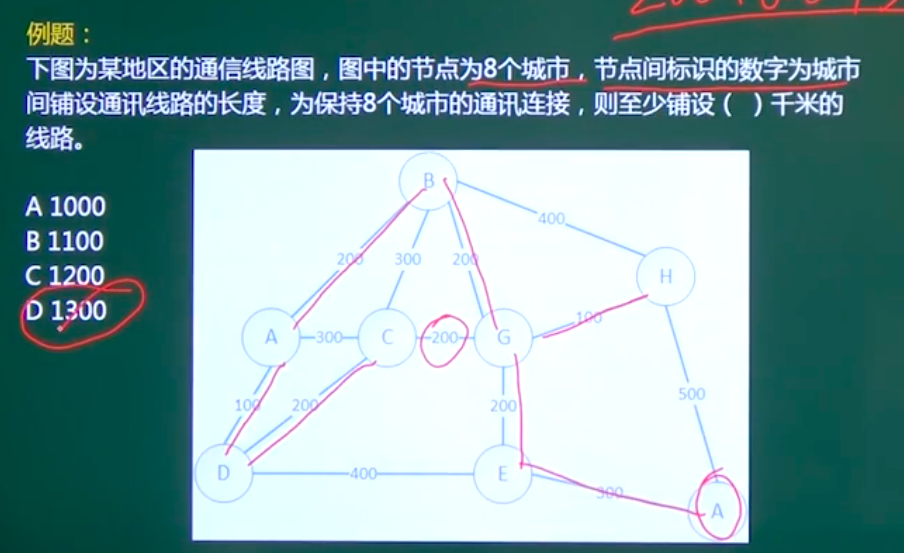 例题：
下图为某地区的通信线路图，图中的节点为8个城市，节点间标识的数字为城市
间铺设通讯线路的长度，为保持8个城市的通讯连接，则至少铺设（ ）千米的
线路。
A 1000
B 1100
C 1200
D 1300
B
400
200
300
200
H
A
300
C
200
G
100
100
200
200
500
D
400
E
300
A